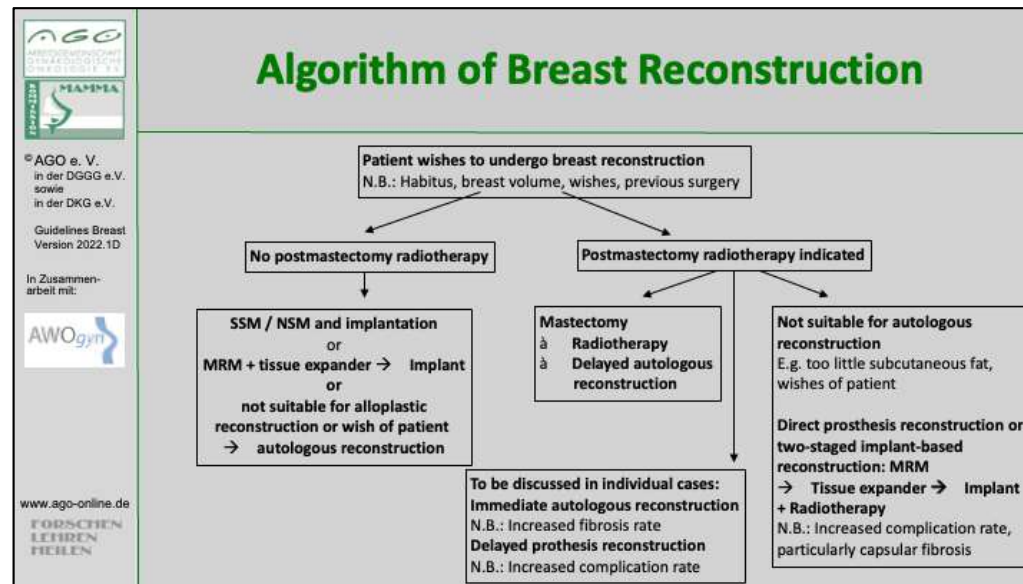 AGO
ARBEITSGEMEINSCHAFT
GYNÄKOLOGISCHE
ONKOLOGIE E.V.
MAMMA
© AGO e. V.
in der DGGG e.V.
sowie
in der DKG e.V.
Guidelines Breast
Version 2022.1D
In Zusammen-
arbeit mit:
AWOgyn
www.ago-online.de
FORSCHEN
LEHREN
HEILEN
Algorithm of Breast Reconstruction
Patient wishes to undergo breast reconstruction
N.B.: Habitus, breast volume, wishes, previous surgery
No postmastectomy radiotherapy
Postmastectomy radiotherapy indicated
SSM / NSM and implantation
or
MRM + tissue expander → Implant
or
not suitable for alloplastic
reconstruction or wish of patient
→ autologous reconstruction
Mastectomy
à Radiotherapy
à Delayed autologous
reconstruction
To be discussed in individual cases:
Immediate autologous reconstruction
N.B.: Increased fibrosis rate
Delayed prothesis reconstruction
N.B.: Increased complication rate
Not suitable for autologous
reconstruction
E.g. too little subcutaneous fat,
wishes of patient
Direct prosthesis reconstruction or
two-staged implant-based
reconstruction: MRM
→ Tissue expander → Implant
+ Radiotherapy
N.B.: Increased complication rate,
particularly capsular fibrosis